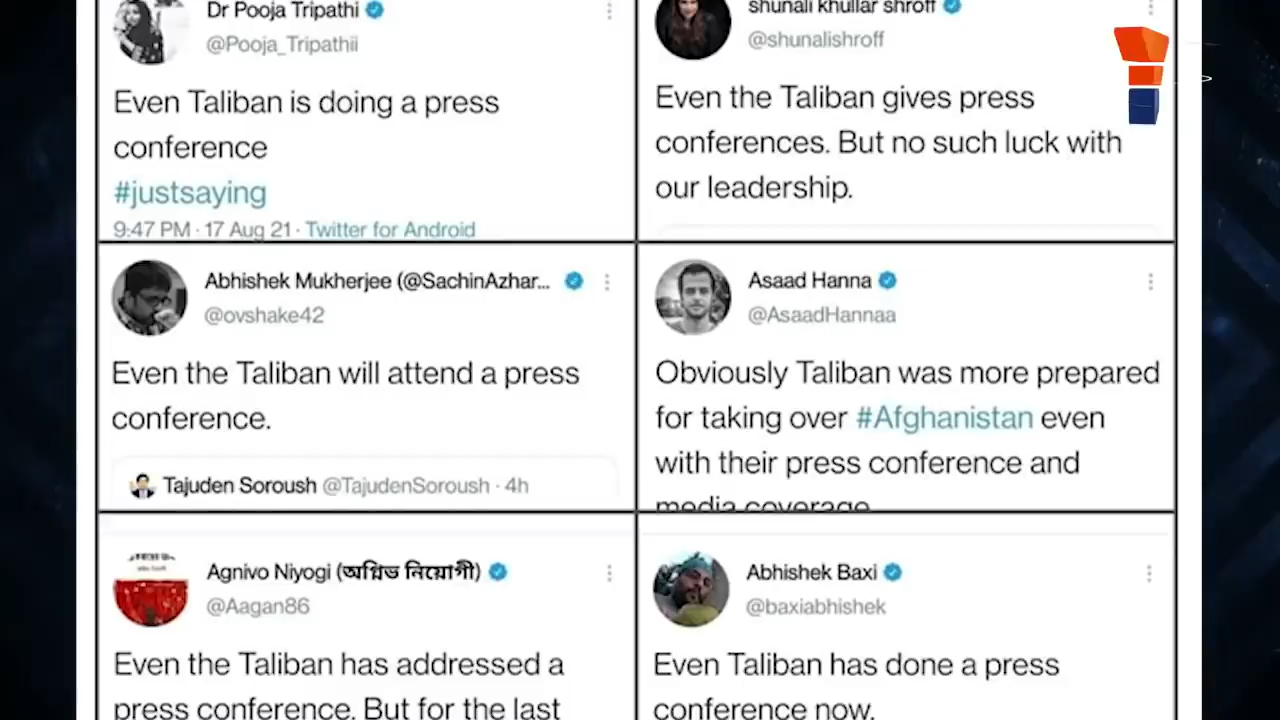 Dr Pooja Tripathi
@Pooja_Tripathii
Even Taliban is doing a press
conference
#justsaying
9:47 PM · 17 Aug 21 · Twitter for Android
shunali khullar shroff
@shunalishroff
Even the Taliban gives press
conferences. But no such luck with
our leadership.
Abhishek Mukherjee (@SachinAzhar...
@ovshake42
Even the Taliban will attend a press
conference.
Tajuden Soroush @TajudenSoroush · 4h
Asaad Hanna
@AsaadHannaa
Obviously Taliban was more prepared
for taking over #Afghanistan even
with their press conference and
media coverage
Agnivo Niyogi (অগ্নিভ নিয়োগী)
@Aagan86
Even the Taliban has addressed a
press conference. But for the last
Abhishek Baxi
@baxiabhishek
Even Taliban has done a press
conference now.